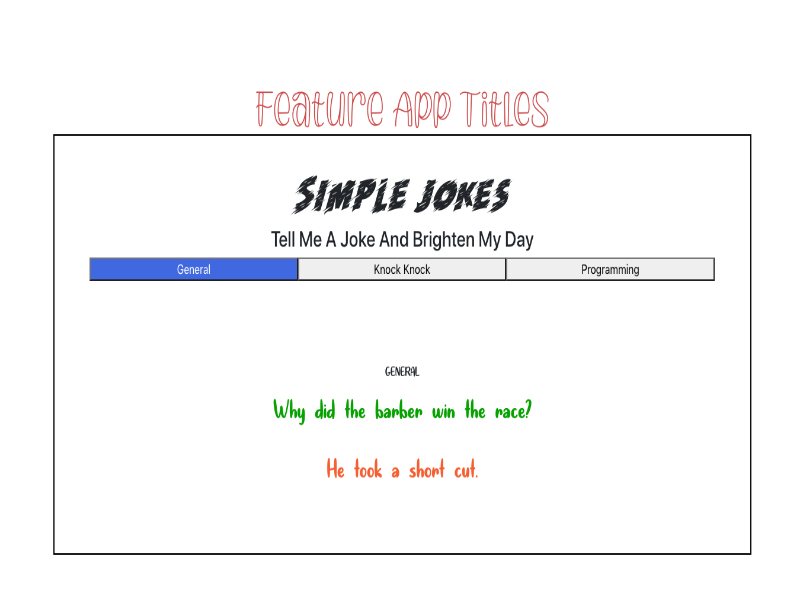 Feature App Titles
Simple Jokes
Tell Me A Joke And Brighten My Day
General Knock Knock Programming
GENERAL
Why did the barber win the race?
He took a short cut.